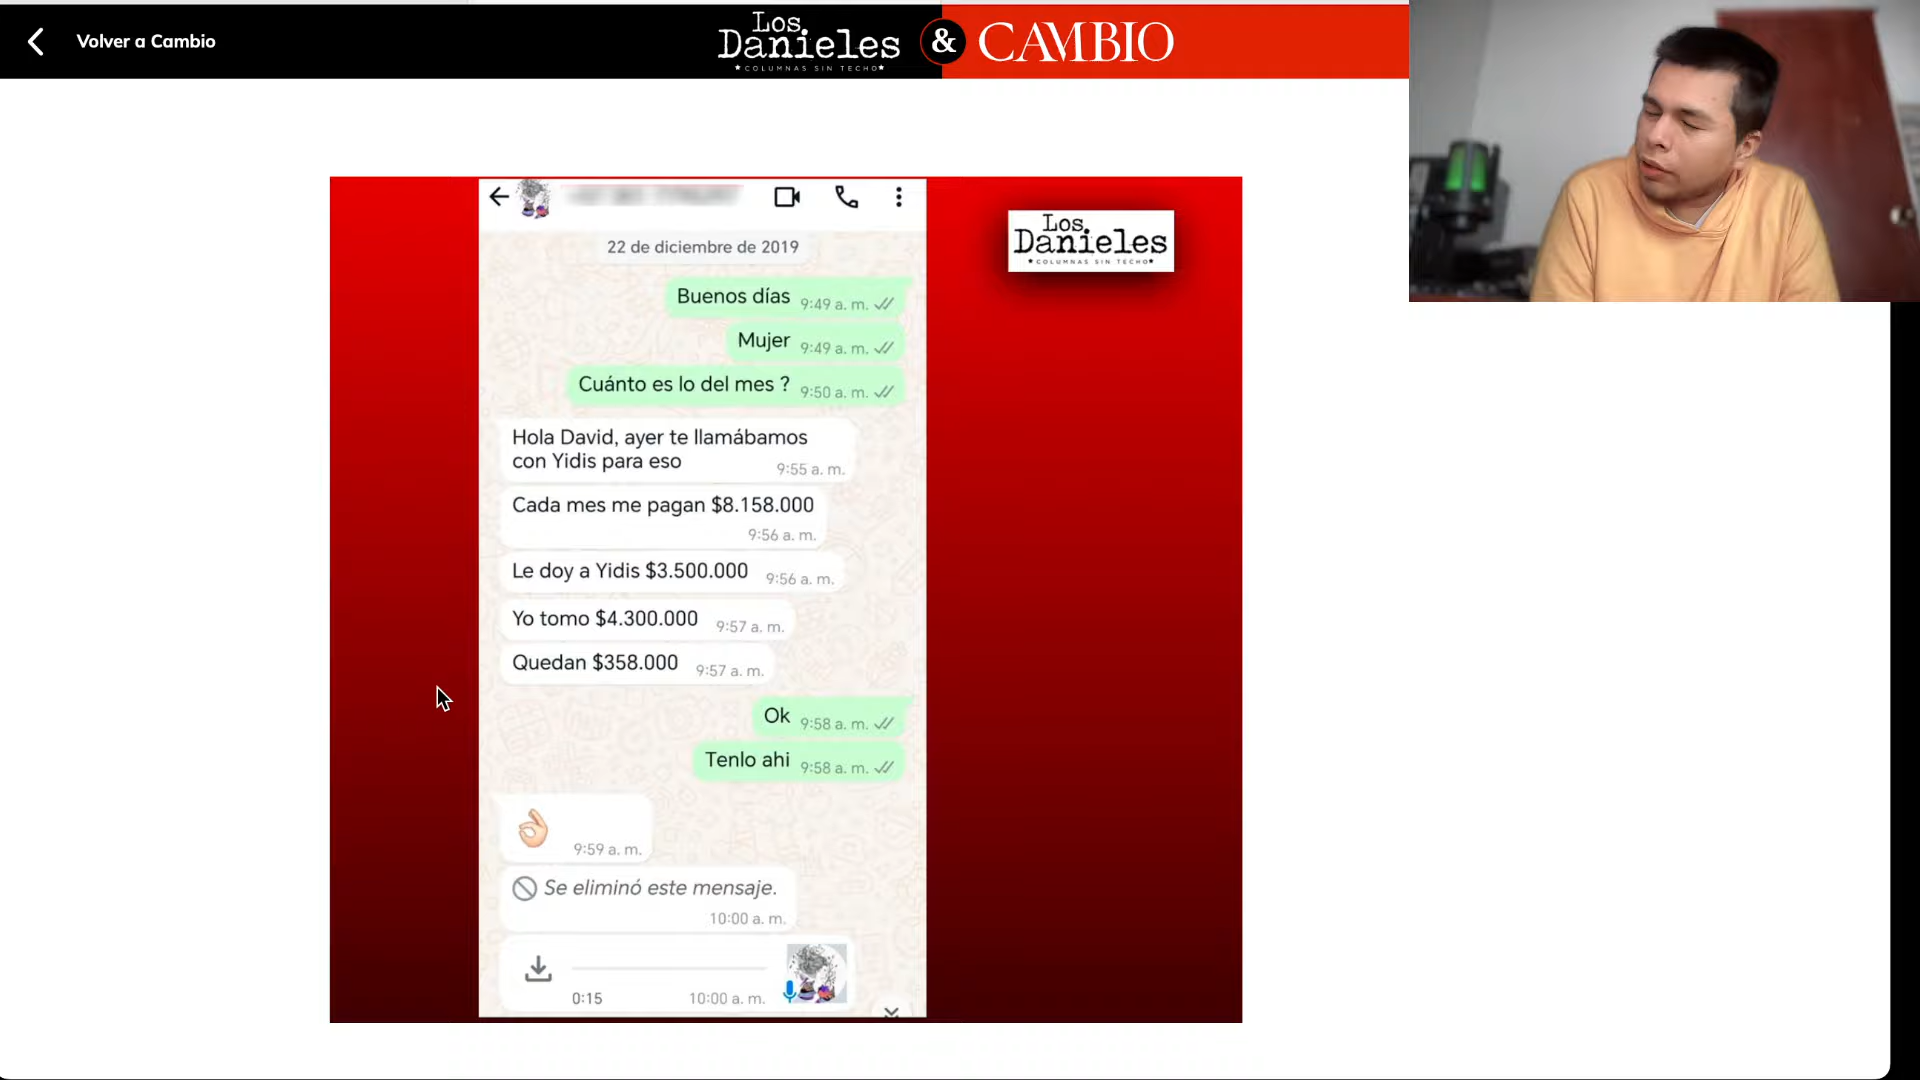 Volver a Cambio
Los
Danieles
COLUMNAS SIN TECHO
&
CAMBIO
Los
Danieles
COLUMNAS SIN TECHO
22 de diciembre de 2019
Buenos días 9:49 a. m.
Mujer 9:49 a. m.
Cuánto es lo del mes ? 9:50 a. m.
Hola David, ayer te llamábamos
con Yidis para eso 9:55 a. m.
Cada mes me pagan $8.158.000
9:56 a. m.
Le doy a Yidis $3.500.000 9:56 a. m.
Yo tomo $4.300.000 9:57 a. m.
Quedan $358.000 9:57 a. m.
Ok 9:58 a. m.
Tenlo ahi 9:58 a. m.
9:59 a. m.
Se eliminó este mensaje.
10:00 a. m.
0:15 10:00 a. m.